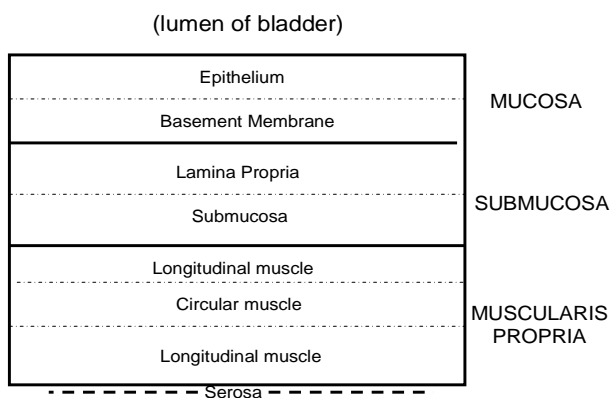 (lumen of bladder)
Epithelium
MUCOSA
Basement Membrane
Lamina Propria
SUBMUCOSA
Submucosa
Longitudinal muscle
Circular muscle
MUSCULARIS
PROPRIA
Longitudinal muscle
Serosa